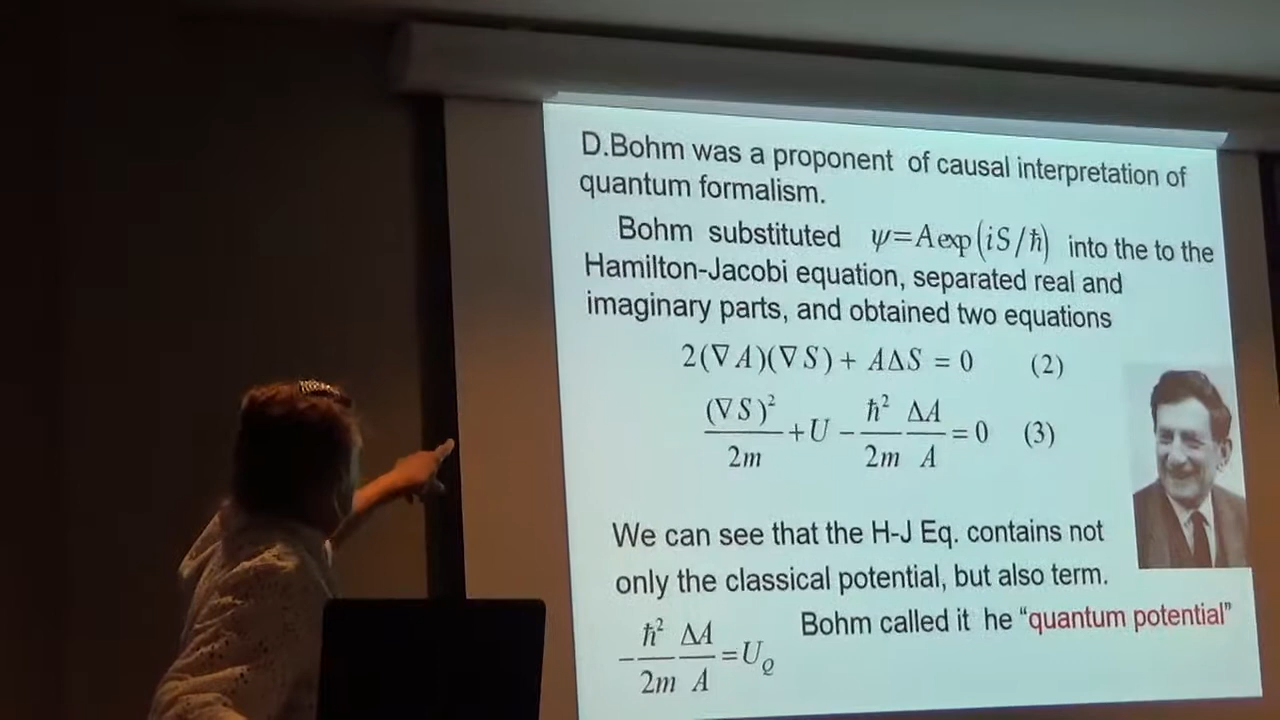 D.Bohm was a proponent of causal interpretation of
quantum formalism.
Bohm substituted ψ=Aexp(iS/ħ) into the to the
Hamilton-Jacobi equation, separated real and
imaginary parts, and obtained two equations
2(∇A)(∇S)+ AΔS = 0 (2)
(∇S)²/2m +U − ħ²/2m ΔA/A = 0 (3)
We can see that the H-J Eq. contains not
only the classical potential, but also term.
Bohm called it he “quantum potential”
−ħ²/2m ΔA/A =U_Q